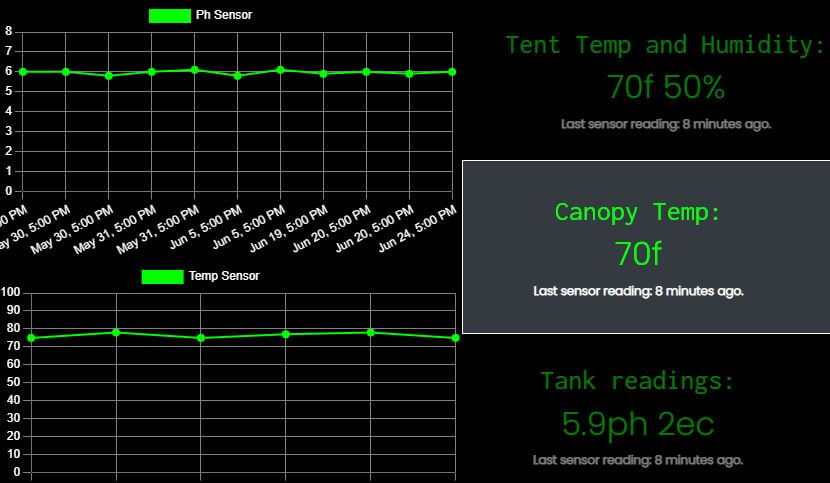 Ph Sensor
8
7
6
5
4
3
2
1
0
PM
May 30, 5:00 PM
May 30, 5:00 PM
May 31, 5:00 PM
May 31, 5:00 PM
Jun 5, 5:00 PM
Jun 5, 5:00 PM
Jun 19, 5:00 PM
Jun 20, 5:00 PM
Jun 20, 5:00 PM
Jun 24, 5:00 PM
Temp Sensor
100
90
80
70
60
50
40
30
20
10
0
Tent Temp and Humidity:
70f 50%
Last sensor reading: 8 minutes ago.
Canopy Temp:
70f
Last sensor reading: 8 minutes ago.
Tank readings:
5.9ph 2ec
Last sensor reading: 8 minutes ago.